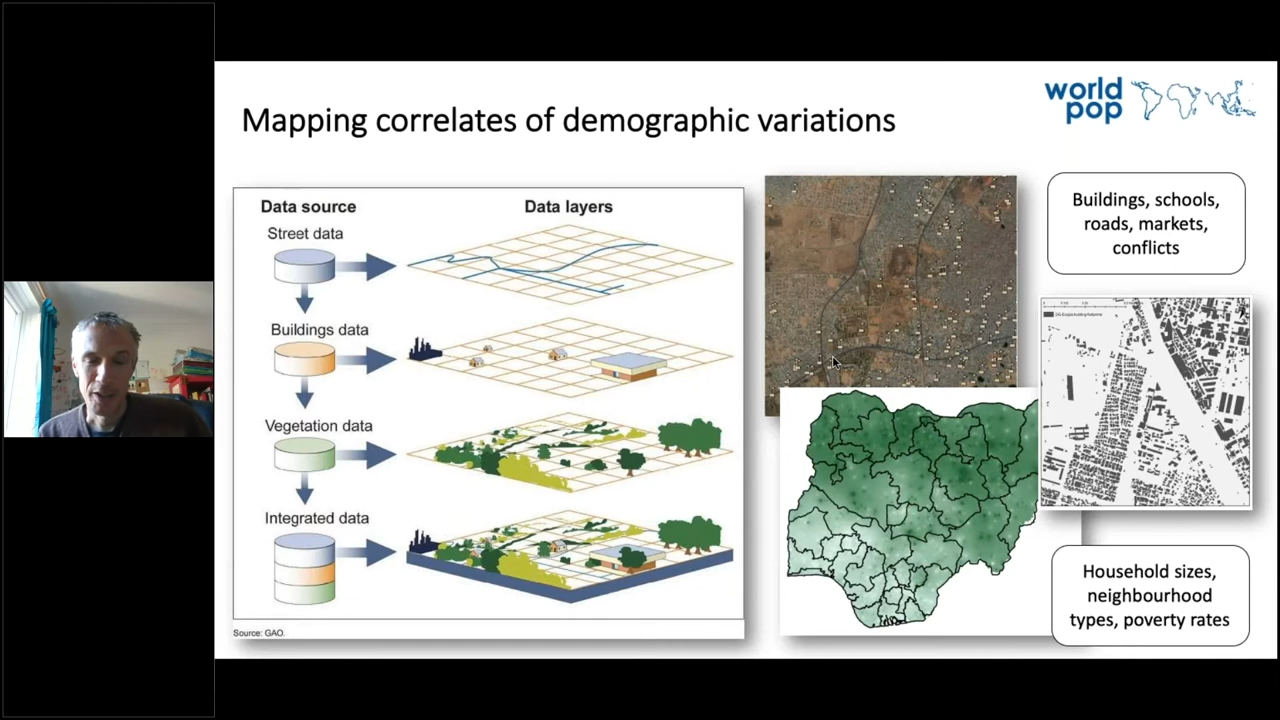 Mapping correlates of demographic variations
world
pop
Data source
Data layers
Street data
Buildings data
Vegetation data
Integrated data
Source: GAO.
Buildings, schools,
roads, markets,
conflicts
Household sizes,
neighbourhood
types, poverty rates